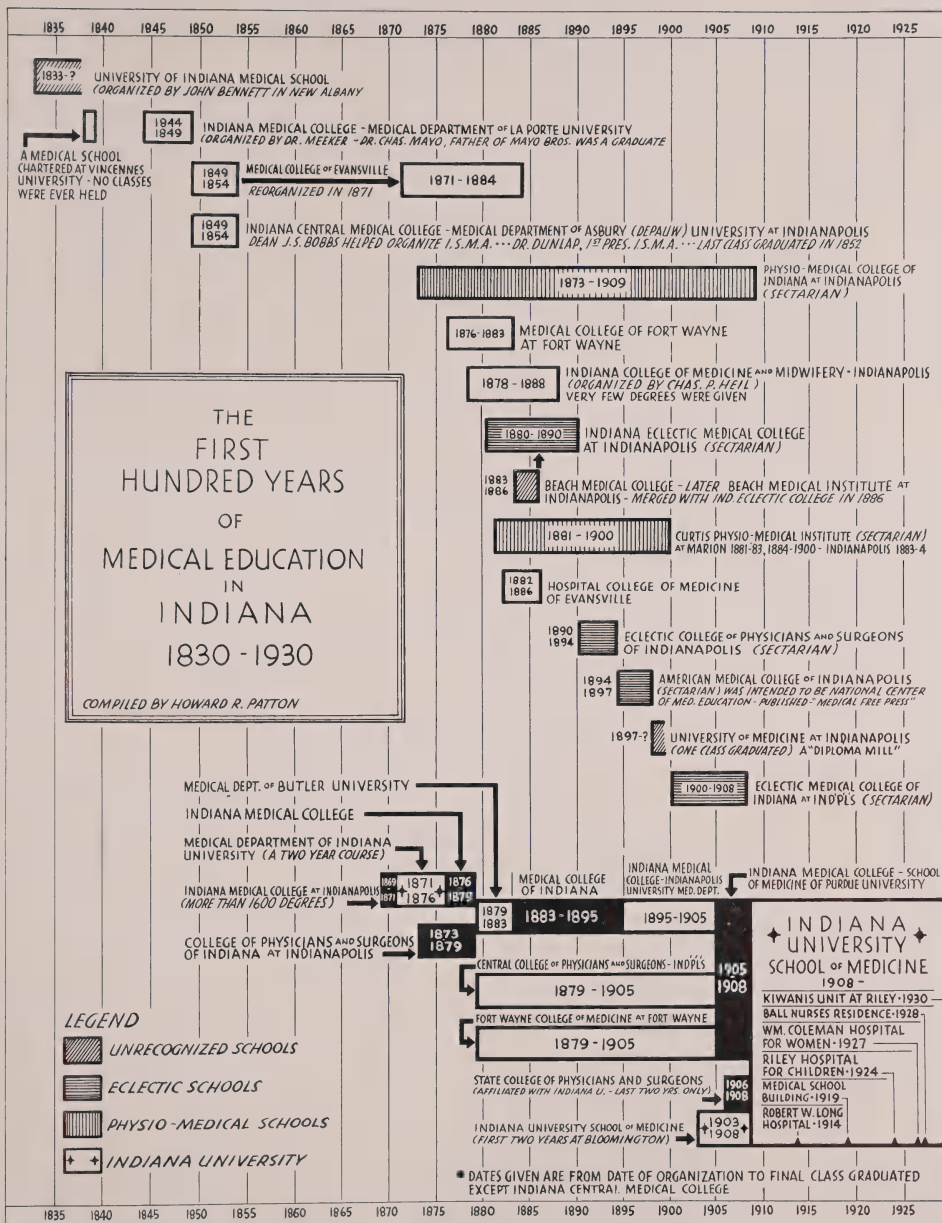 1835 1840 1845 1850 1855 1860 1865 1870 1875 1880 1885 1890 1895 1900 1905 1910 1915 1920 1925
1833-?
UNIVERSITY OF INDIANA MEDICAL SCHOOL
(ORGANIZED BY JOHN BENNETT IN NEW ALBANY
1844
1849
INDIANA MEDICAL COLLEGE - MEDICAL DEPARTMENT OF LA PORTE UNIVERSITY
(ORGANIZED BY DR. MEEKER - DR. CHAS. MAYO, FATHER OF MAYO BROS. WAS A GRADUATE
A MEDICAL SCHOOL
CHARTERED AT VINCENNES
UNIVERSITY - NO CLASSES
WERE EVER HELD
1849
1854
MEDICAL COLLEGE OF EVANSVILLE
REORGANIZED IN 1871
1871 - 1884
1849
1854
INDIANA CENTRAL MEDICAL COLLEGE - MEDICAL DEPARTMENT OF ASBURY (DEPAUW) UNIVERSITY AT INDIANAPOLIS
DEAN J.S. BOBBS HELPED ORGANIZE I.S.M.A. ... DR. DUNLAP, 1ST PRES. I.S.M.A. ... LAST CLASS GRADUATED IN 1852
1873 - 1909
PHYSIO-MEDICAL COLLEGE OF
INDIANA AT INDIANAPOLIS
(SECTARIAN)
1876-1883
MEDICAL COLLEGE OF FORT WAYNE
AT FORT WAYNE
1878 - 1888
INDIANA COLLEGE OF MEDICINE AND MIDWIFERY - INDIANAPOLIS
(ORGANIZED BY CHAS. P. HEIL)
VERY FEW DEGREES WERE GIVEN
1880-1890
INDIANA ECLECTIC MEDICAL COLLEGE
AT INDIANAPOLIS (SECTARIAN)
1883
1886
BEACH MEDICAL COLLEGE - LATER BEACH MEDICAL INSTITUTE AT
INDIANAPOLIS - MERGED WITH IND. ECLECTIC COLLEGE IN 1886
1881 - 1900
CURTIS PHYSIO-MEDICAL INSTITUTE (SECTARIAN)
AT MARION 1881-83, 1884-1900 - INDIANAPOLIS 1883-4
1882
1886
HOSPITAL COLLEGE OF MEDICINE
OF EVANSVILLE
1890
1894
ECLECTIC COLLEGE OF PHYSICIANS AND SURGEONS
OF INDIANAPOLIS (SECTARIAN)
1894
1897
AMERICAN MEDICAL COLLEGE OF INDIANAPOLIS
(SECTARIAN) WAS INTENDED TO BE NATIONAL CENTER
OF MED. EDUCATION - PUBLISHED - "MEDICAL FREE PRESS"
1897-?
UNIVERSITY OF MEDICINE AT INDIANAPOLIS
(ONE CLASS GRADUATED) A "DIPLOMA MILL"
1900-1908
ECLECTIC MEDICAL COLLEGE OF
INDIANA AT IND'P'LS (SECTARIAN)
THE
FIRST
HUNDRED YEARS
OF
MEDICAL EDUCATION
IN
INDIANA
1830 - 1930
COMPILED BY HOWARD R. PATTON
MEDICAL DEPT. OF BUTLER UNIVERSITY
INDIANA MEDICAL COLLEGE
MEDICAL DEPARTMENT OF INDIANA
UNIVERSITY (A TWO YEAR COURSE)
INDIANA MEDICAL COLLEGE AT INDIANAPOLIS
(MORE THAN 1600 DEGREES)
1869
1871
1871
1876
1876
1879
COLLEGE OF PHYSICIANS AND SURGEONS
OF INDIANA AT INDIANAPOLIS
1873
1879
1879
1883
MEDICAL COLLEGE
OF INDIANA
1883-1895
INDIANA MEDICAL
COLLEGE-INDIANAPOLIS
UNIVERSITY MED. DEPT.
1895-1905
INDIANA MEDICAL COLLEGE - SCHOOL
OF MEDICINE OF PURDUE UNIVERSITY
1905
1908
CENTRAL COLLEGE OF PHYSICIANS AND SURGEONS - IND'P'LS
1879 - 1905
FORT WAYNE COLLEGE OF MEDICINE AT FORT WAYNE
1879 - 1905
STATE COLLEGE OF PHYSICIANS AND SURGEONS
(AFFILIATED WITH INDIANA U. - LAST TWO YRS. ONLY)
1906
1908
INDIANA UNIVERSITY SCHOOL OF MEDICINE
(FIRST TWO YEARS AT BLOOMINGTON)
1903
1908
INDIANA
UNIVERSITY
SCHOOL OF MEDICINE
1908 -
KIWANIS UNIT AT RILEY · 1930
BALL NURSES RESIDENCE · 1928
WM. COLEMAN HOSPITAL
FOR WOMEN · 1927
RILEY HOSPITAL
FOR CHILDREN · 1924
MEDICAL SCHOOL
BUILDING · 1919
ROBERT W. LONG
HOSPITAL · 1914
LEGEND
UNRECOGNIZED SCHOOLS
ECLECTIC SCHOOLS
PHYSIO-MEDICAL SCHOOLS
INDIANA UNIVERSITY
* DATES GIVEN ARE FROM DATE OF ORGANIZATION TO FINAL CLASS GRADUATED
EXCEPT INDIANA CENTRAL MEDICAL COLLEGE
1835 1840 1845 1850 1855 1860 1865 1870 1875 1880 1885 1890 1895 1900 1905 1910 1915 1920 1925